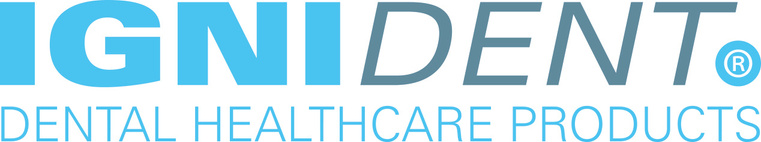 IGNIDENT®
DENTAL HEALTHCARE PRODUCTS